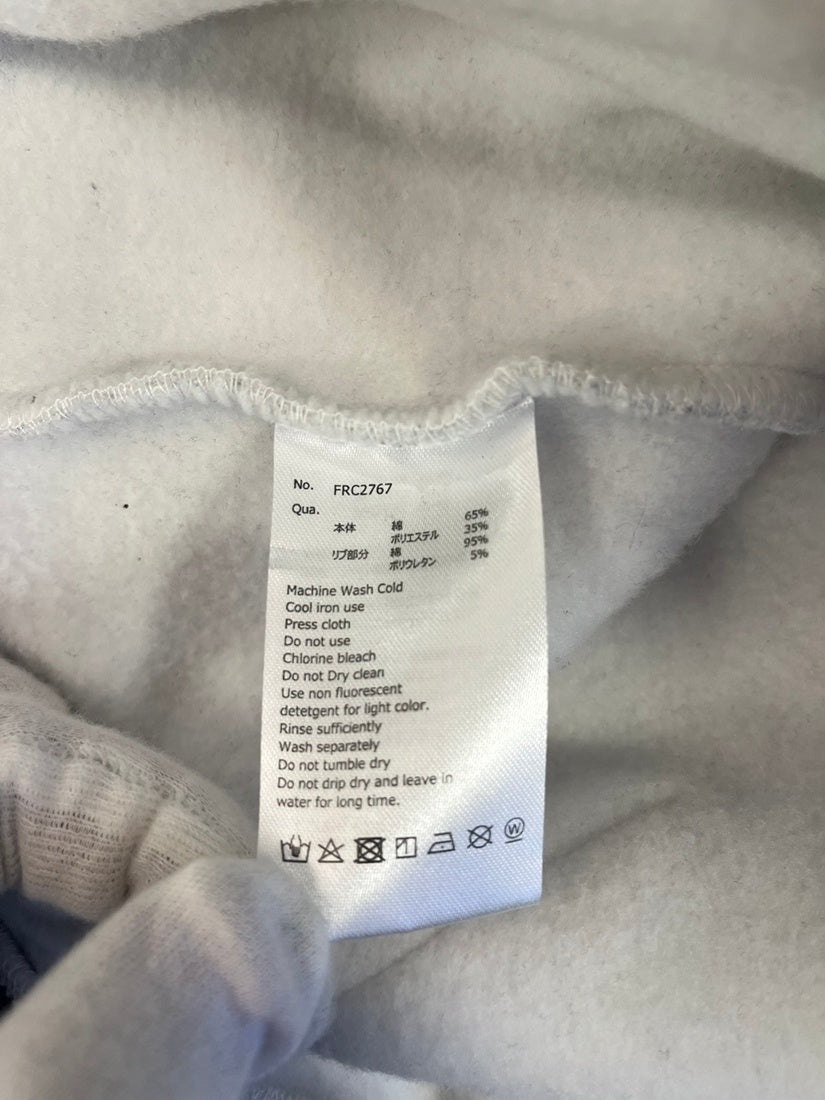 No. FRC2767
Qua.
本体 綿 65%
ポリエステル 35%
リブ部分 綿 95%
ポリウレタン 5%
Machine Wash Cold
Cool iron use
Press cloth
Do not use
Chlorine bleach
Do not Dry clean
Use non fluorescent
detetgent for light color.
Rinse sufficiently
Wash separately
Do not tumble dry
Do not drip dry and leave in
water for long time.
W